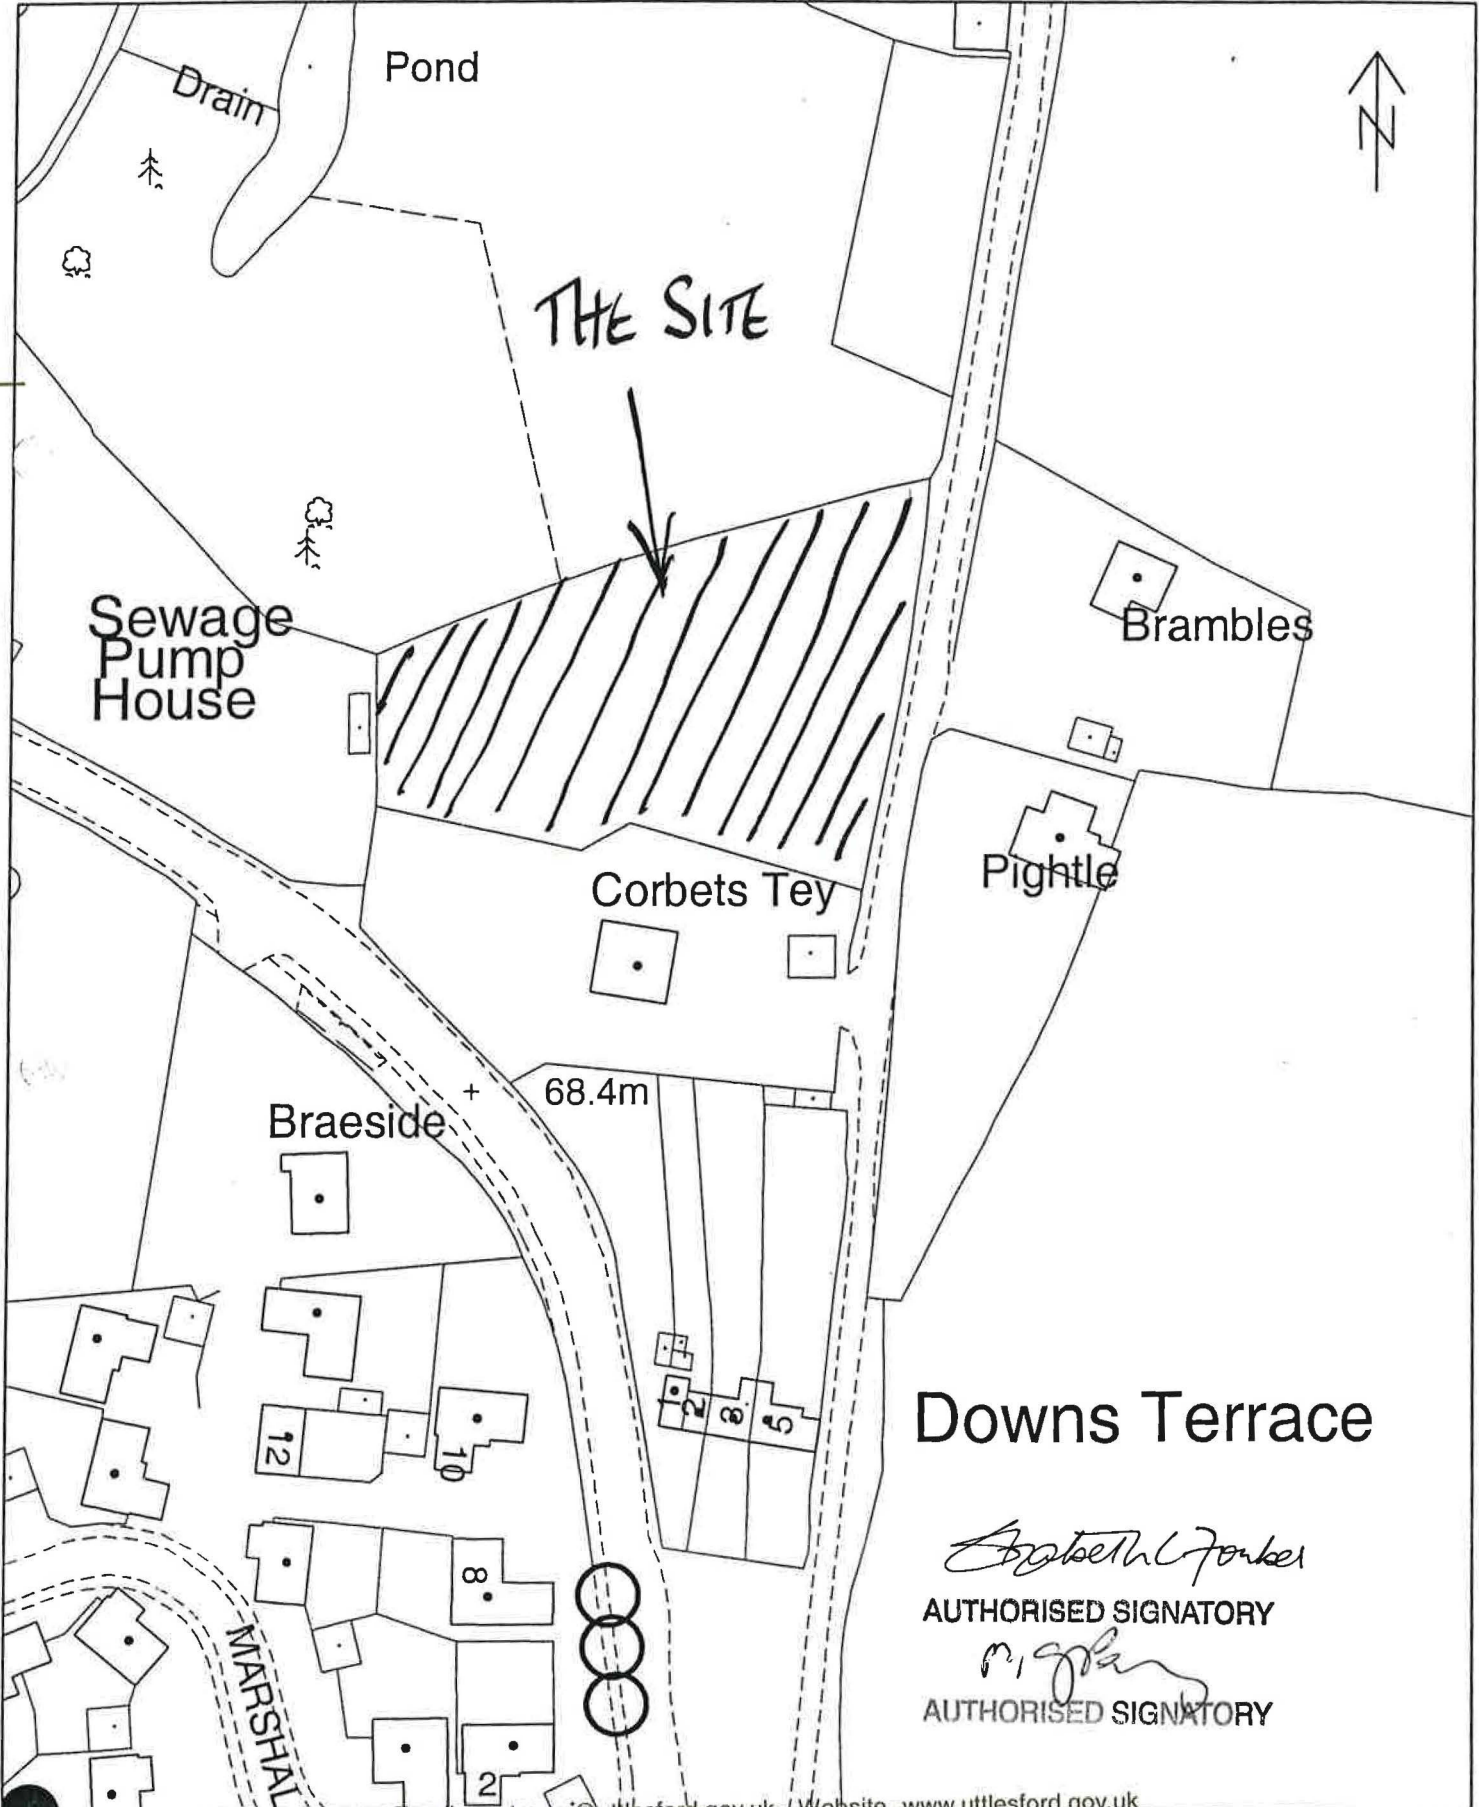 Pond
Drain
N
THE SITE
Sewage
Pump
House
Brambles
Corbets Tey
Pightle
68.4m
Braeside
1
2
3
5
12
10
Downs Terrace
8
AUTHORISED SIGNATORY
MARSHAL
AUTHORISED SIGNATORY
2
Website www.uttlesford.gov.uk